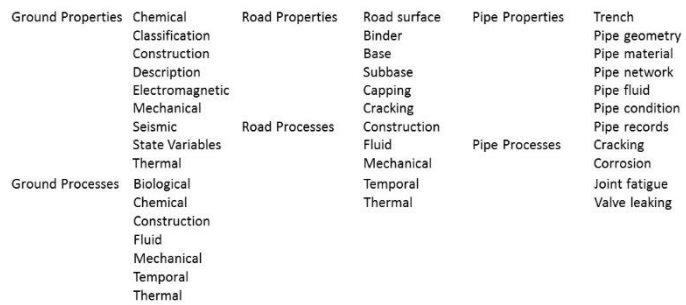 Ground Properties Chemical Road Properties Road surface Pipe Properties Trench
Classification Binder Pipe geometry
Construction Base Pipe material
Description Subbase Pipe network
Electromagnetic Capping Pipe fluid
Mechanical Cracking Pipe condition
Seismic Road Processes Construction Pipe records
State Variables Fluid Pipe Processes Cracking
Thermal Mechanical Corrosion
Ground Processes Biological Temporal Joint fatigue
Chemical Thermal Valve leaking
Construction
Fluid
Mechanical
Temporal
Thermal